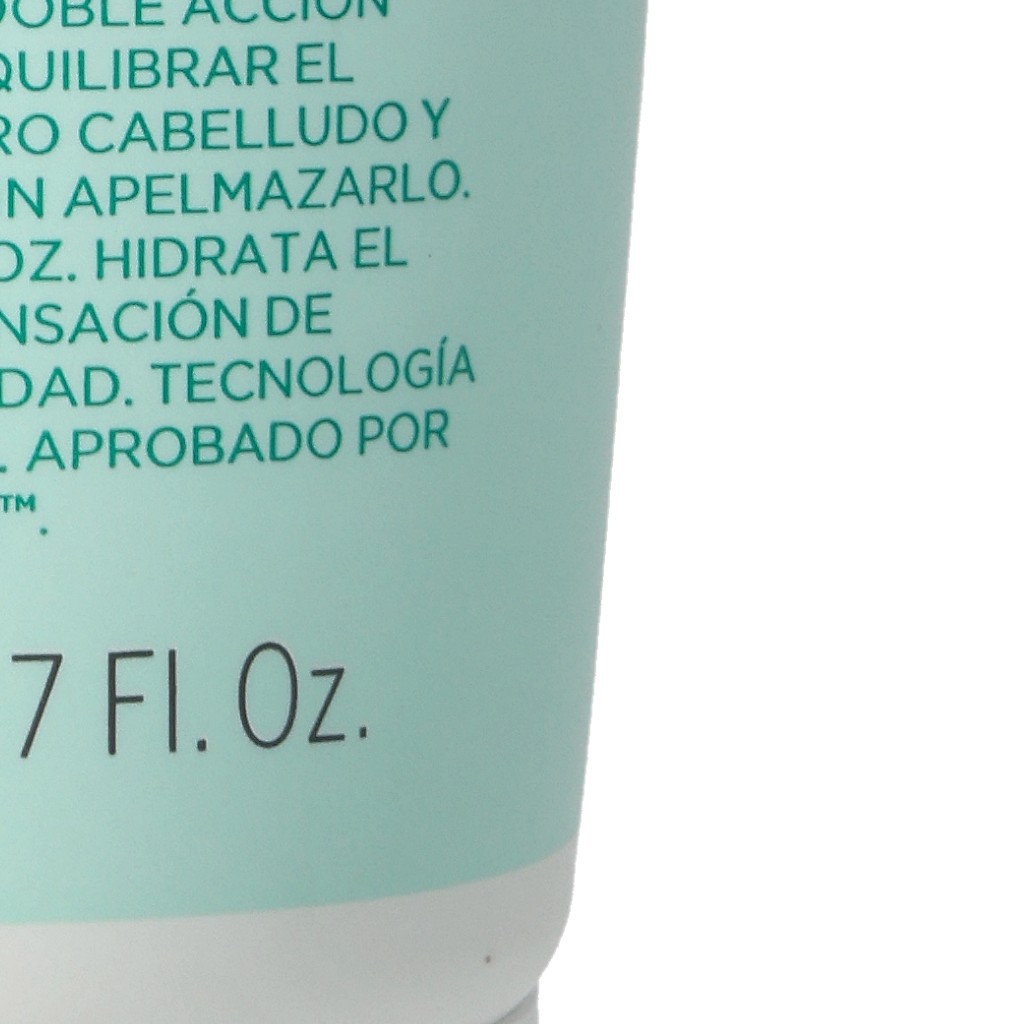 DOBLE ACCIÓN
QUILIBRAR EL
RO CABELLUDO Y
N APELMAZARLO.
OZ. HIDRATA EL
NSACIÓN DE
DAD. TECNOLOGÍA
. APROBADO POR
™.
7 Fl. Oz.